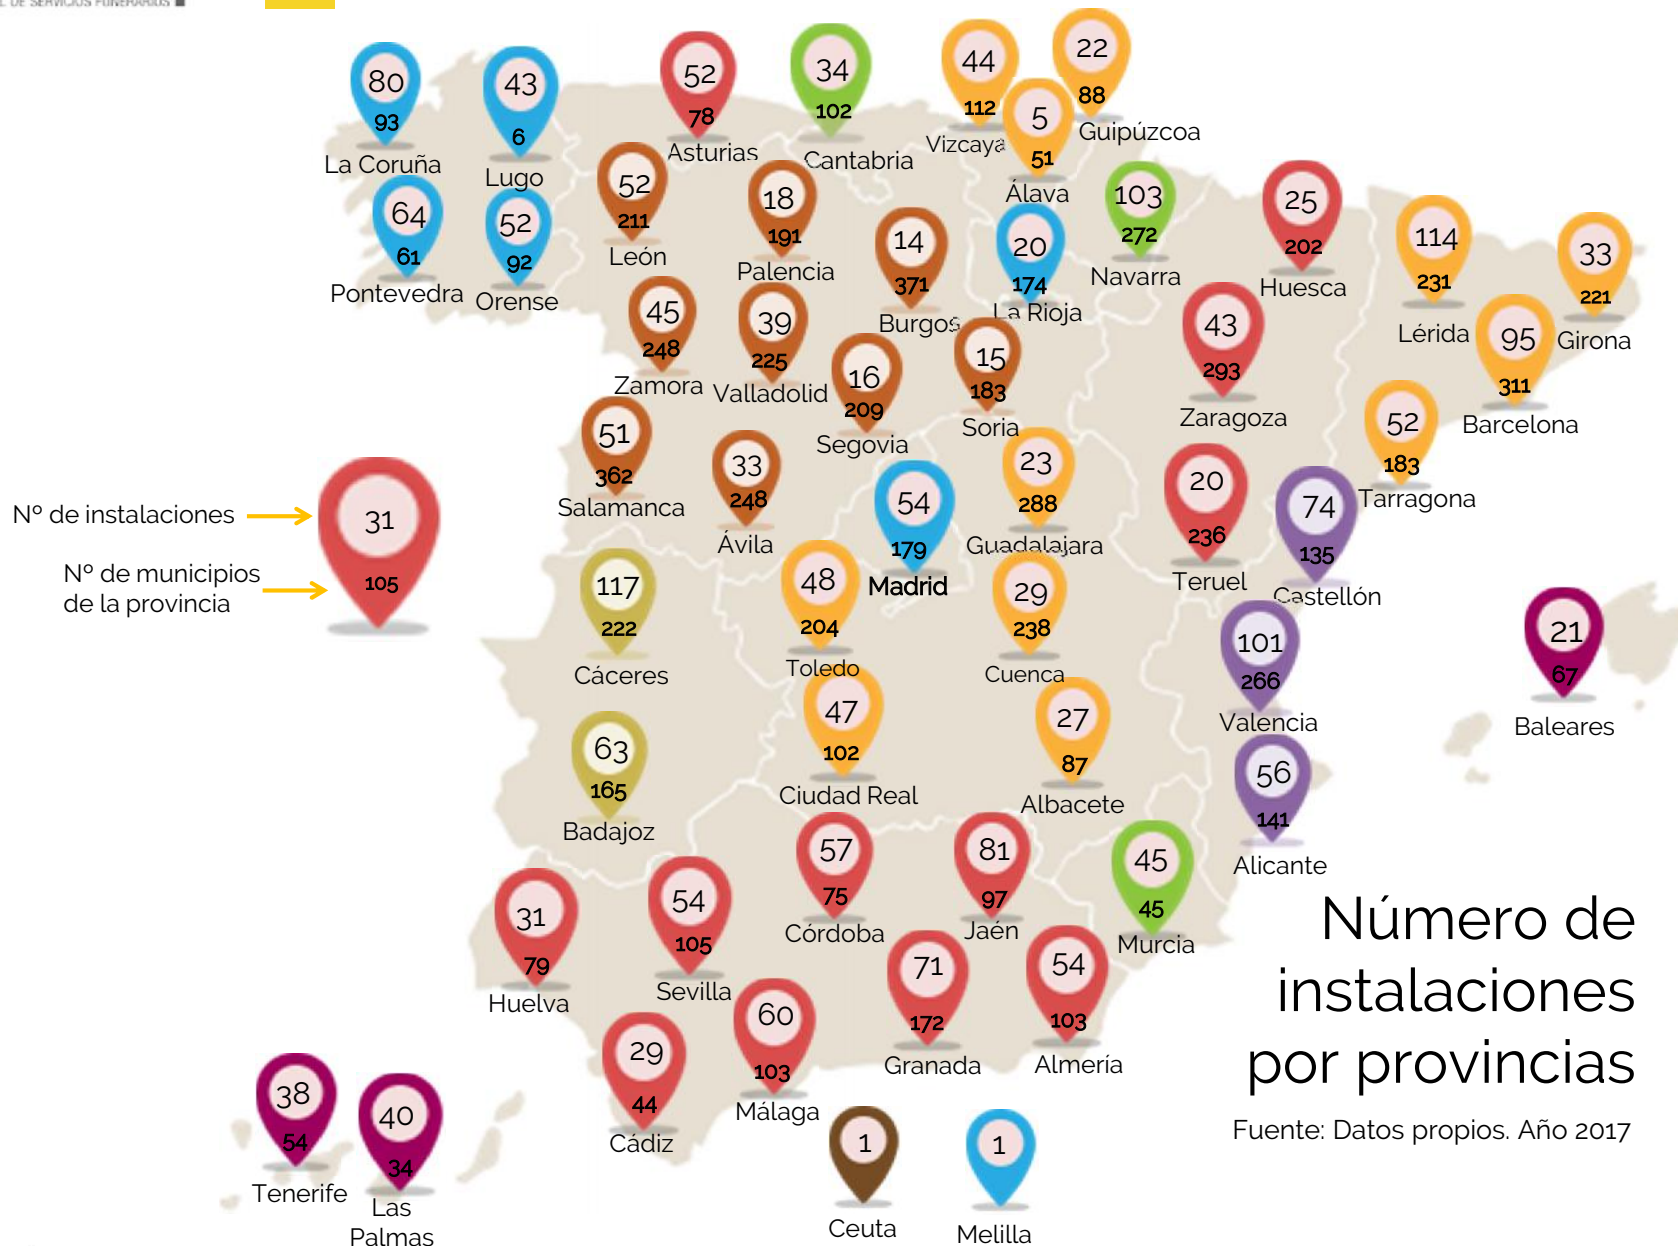 DE SERVICIOS FUNERARIOS
80
93
La Coruña
43
6
Lugo
52
78
Asturias
34
102
Cantabria
44
112
Vizcaya
22
88
Guipúzcoa
5
51
Álava
64
61
Pontevedra
52
92
Orense
52
211
León
18
191
Palencia
14
371
Burgos
20
174
La Rioja
103
272
Navarra
25
202
Huesca
114
231
Lérida
33
221
Girona
45
248
Zamora
39
225
Valladolid
16
209
Segovia
15
183
Soria
43
293
Zaragoza
95
311
Barcelona
52
183
Tarragona
51
362
Salamanca
33
248
Ávila
54
179
Madrid
23
288
Guadalajara
20
236
Teruel
74
135
Castellón
Nº de instalaciones
31
Nº de municipios
de la provincia
105
117
222
Cáceres
48
204
Toledo
29
238
Cuenca
101
266
Valencia
21
67
Baleares
63
165
Badajoz
47
102
Ciudad Real
27
87
Albacete
56
141
Alicante
31
79
Huelva
54
105
Sevilla
57
75
Córdoba
81
97
Jaén
45
45
Murcia
29
44
Cádiz
60
103
Málaga
71
172
Granada
54
103
Almería
38
54
Tenerife
40
34
Las
Palmas
1
Ceuta
1
Melilla
Número de
instalaciones
por provincias
Fuente: Datos propios. Año 2017